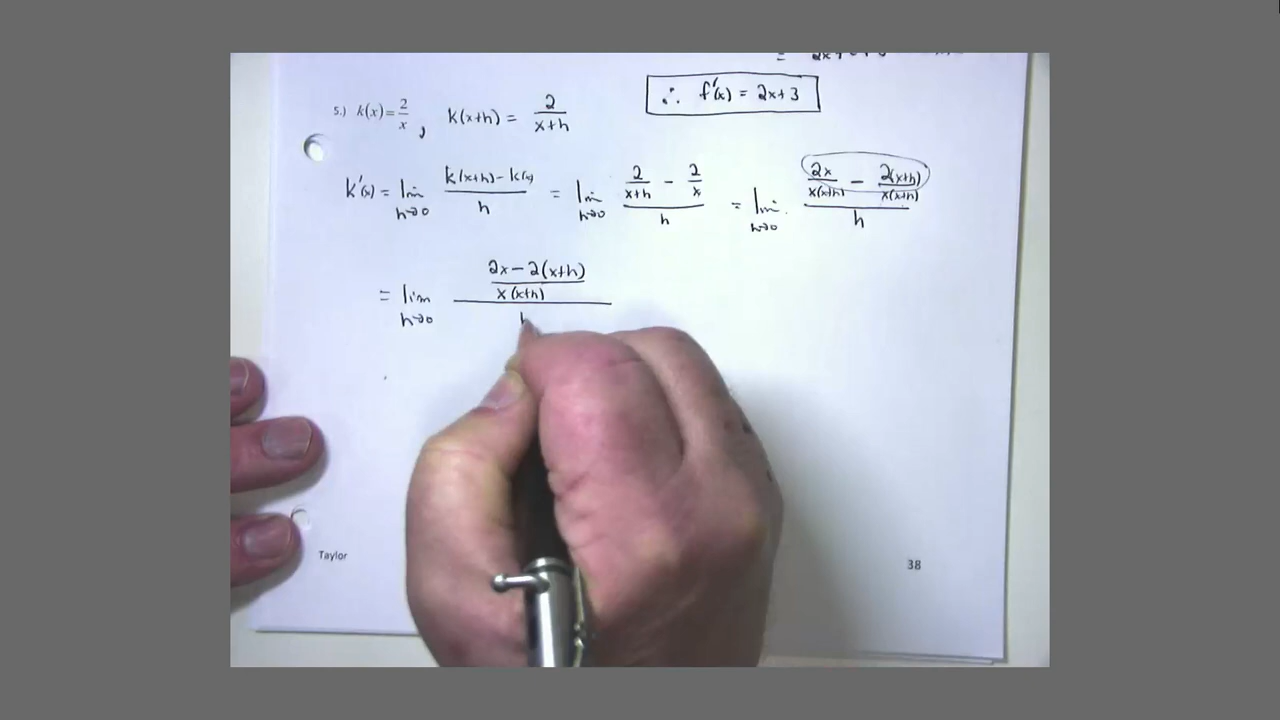 ∴ f'(x) = 2x+3
5.) k(x)=2/x , k(x+h) = 2/(x+h)
k'(x) = lim h→0 (k(x+h) - k(x))/h = lim h→0 (2/(x+h) - 2/x)/h = lim h→0 (2x/(x(x+h)) - 2(x+h)/(x(x+h)))/h
= lim h→0 ((2x-2(x+h))/(x(x+h)))/h
Taylor 38